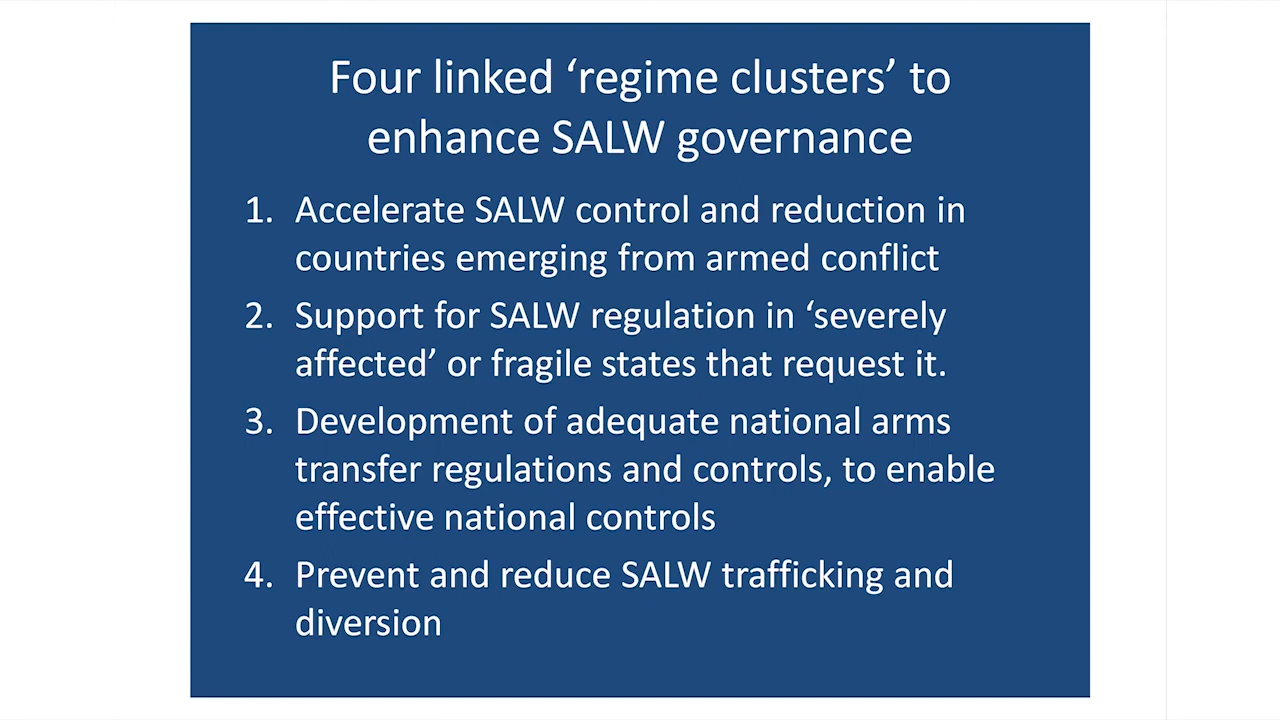 Four linked ‘regime clusters’ to
enhance SALW governance
1. Accelerate SALW control and reduction in
countries emerging from armed conflict
2. Support for SALW regulation in ‘severely
affected’ or fragile states that request it.
3. Development of adequate national arms
transfer regulations and controls, to enable
effective national controls
4. Prevent and reduce SALW trafficking and
diversion